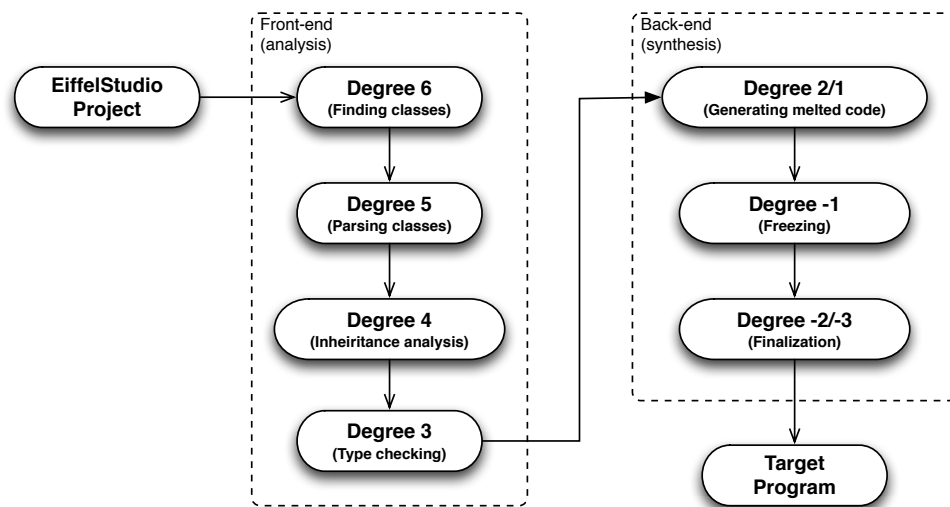 Front-end
(analysis)
EiffelStudio
Project
Degree 6
(Finding classes)
Degree 5
(Parsing classes)
Degree 4
(Inheiritance analysis)
Degree 3
(Type checking)
Back-end
(synthesis)
Degree 2/1
(Generating melted code)
Degree -1
(Freezing)
Degree -2/-3
(Finalization)
Target
Program